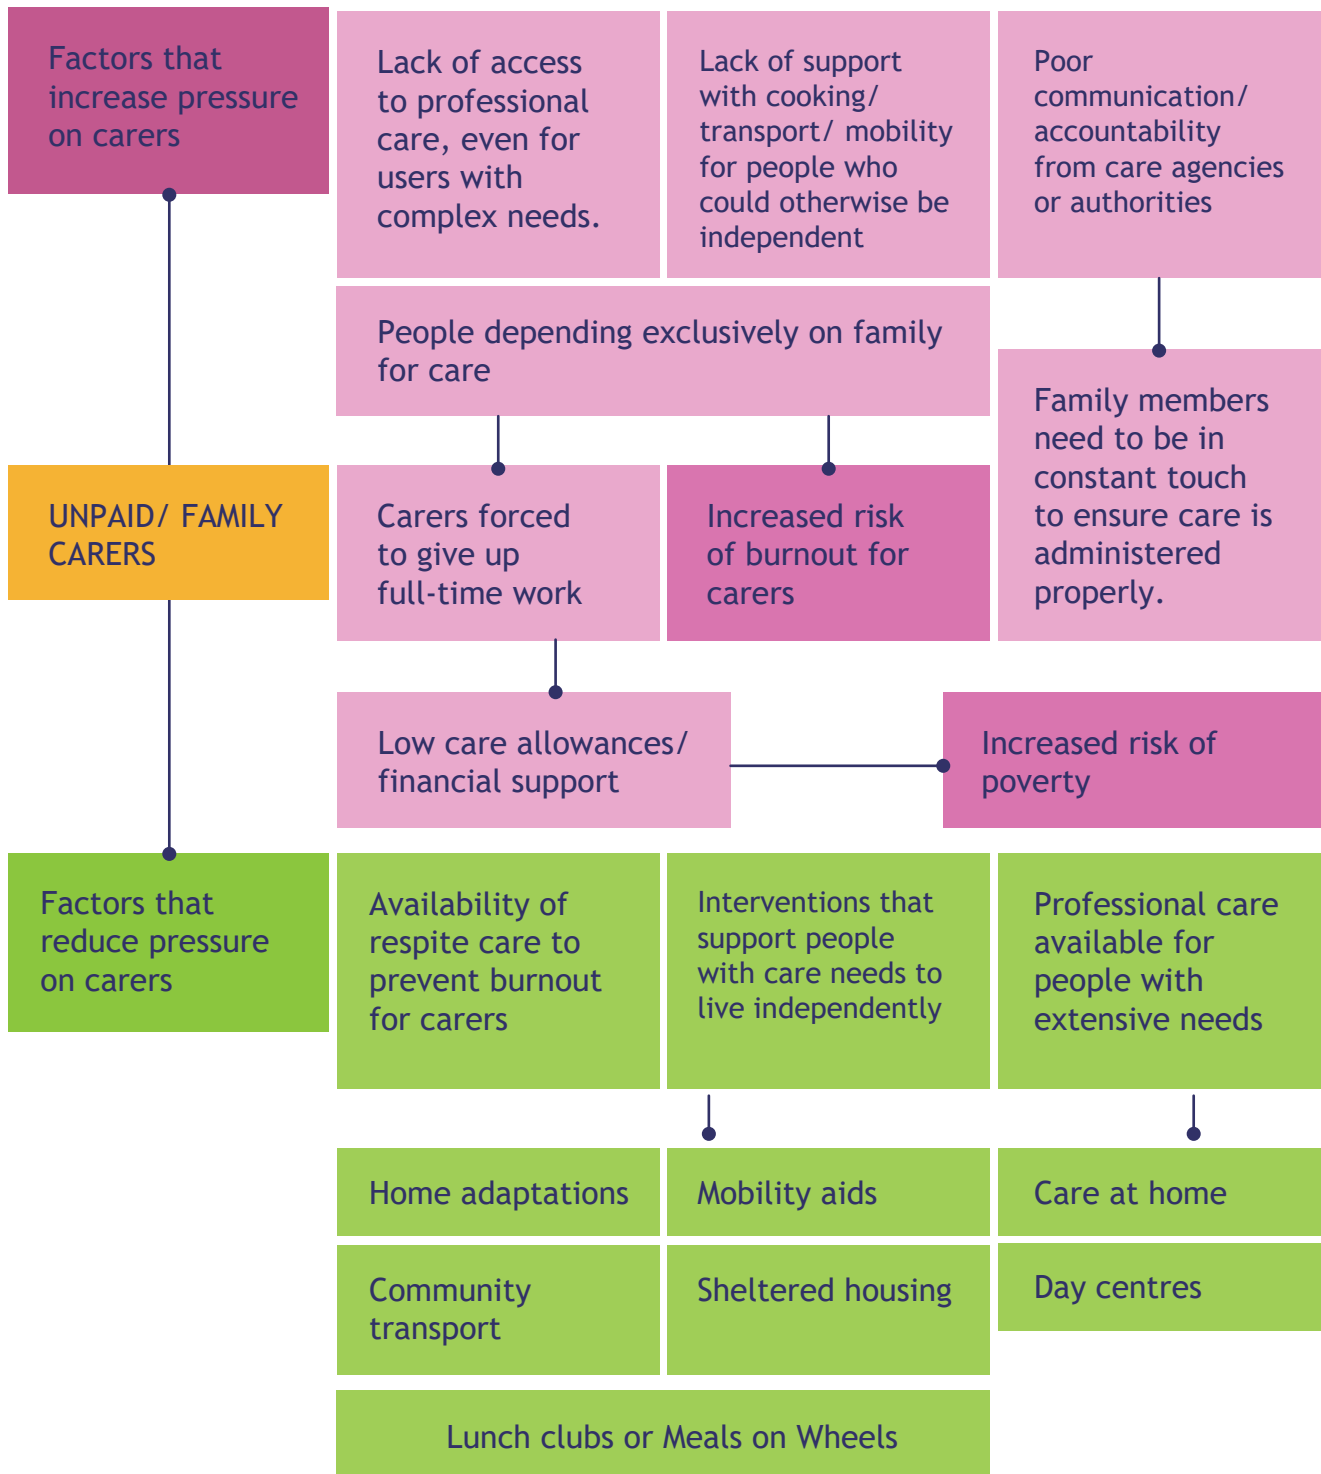 Factors that
increase pressure
on carers
Lack of access
to professional
care, even for
users with
complex needs.
Lack of support
with cooking/
transport/ mobility
for people who
could otherwise be
independent
Poor
communication/
accountability
from care agencies
or authorities
People depending exclusively on family
for care
Family members
need to be in
constant touch
to ensure care is
administered
properly.
UNPAID/ FAMILY
CARERS
Carers forced
to give up
full-time work
Increased risk
of burnout for
carers
Low care allowances/
financial support
Increased risk of
poverty
Factors that
reduce pressure
on carers
Availability of
respite care to
prevent burnout
for carers
Interventions that
support people
with care needs to
live independently
Professional care
available for
people with
extensive needs
Home adaptations
Mobility aids
Care at home
Community
transport
Sheltered housing
Day centres
Lunch clubs or Meals on Wheels